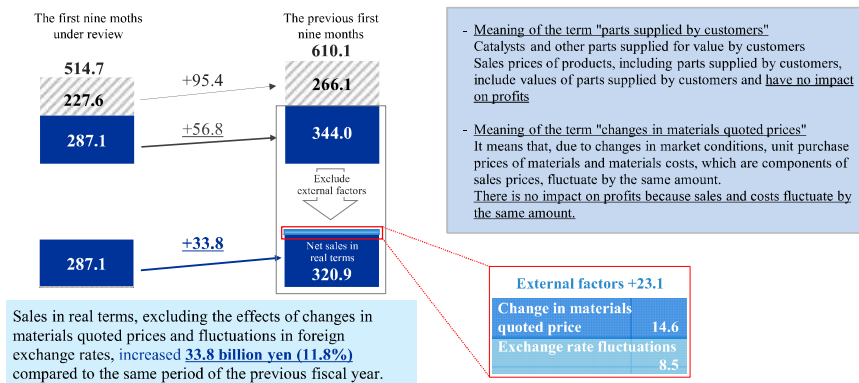 The first nine moths
under review
The previous first
nine months
514.7
610.1
+95.4
227.6
266.1
+56.8
287.1
344.0
Exclude
external factors
+33.8
287.1
Net sales in
real terms
320.9
Sales in real terms, excluding the effects of changes in
materials quoted prices and fluctuations in foreign
exchange rates, increased 33.8 billion yen (11.8%)
compared to the same period of the previous fiscal year.
- Meaning of the term "parts supplied by customers"
Catalysts and other parts supplied for value by customers
Sales prices of products, including parts supplied by customers,
include values of parts supplied by customers and have no impact
on profits
- Meaning of the term "changes in materials quoted prices"
It means that, due to changes in market conditions, unit purchase
prices of materials and materials costs, which are components of
sales prices, fluctuate by the same amount.
There is no impact on profits because sales and costs fluctuate by
the same amount.
External factors +23.1
Change in materials
quoted price 14.6
Exchange rate fluctuations
8.5